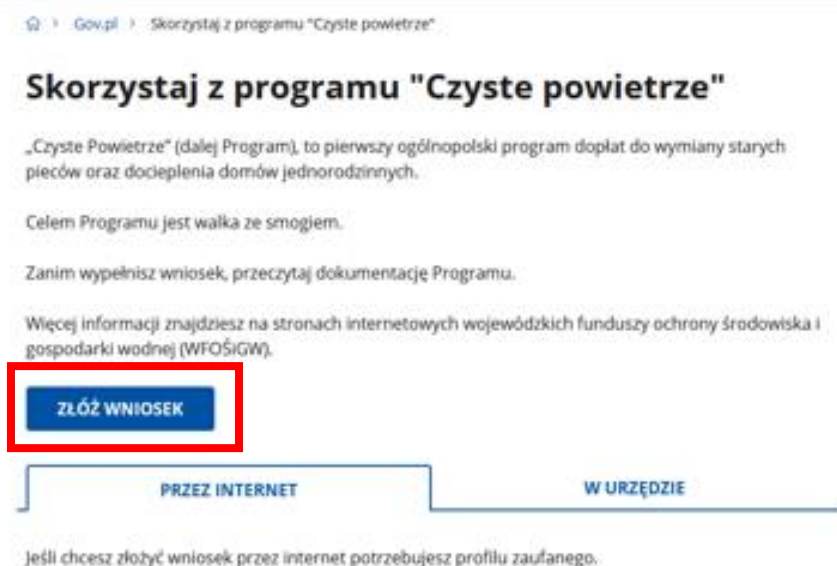 Gov.pl > Skorzystaj z programu "Czyste powietrze"
Skorzystaj z programu "Czyste powietrze"
„Czyste Powietrze" (dalej Program), to pierwszy ogólnopolski program dopłat do wymiany starych
pieców oraz docieplenia domów jednorodzinnych.
Celem Programu jest walka ze smogiem.
Zanim wypełnisz wniosek, przeczytaj dokumentację Programu.
Więcej informacji znajdziesz na stronach internetowych wojewódzkich funduszy ochrony środowiska i
gospodarki wodnej (WFOŚiGW).
ZŁÓŻ WNIOSEK
PRZEZ INTERNET W URZĘDZIE
Jeśli chcesz złożyć wniosek przez internet potrzebujesz profilu zaufanego.